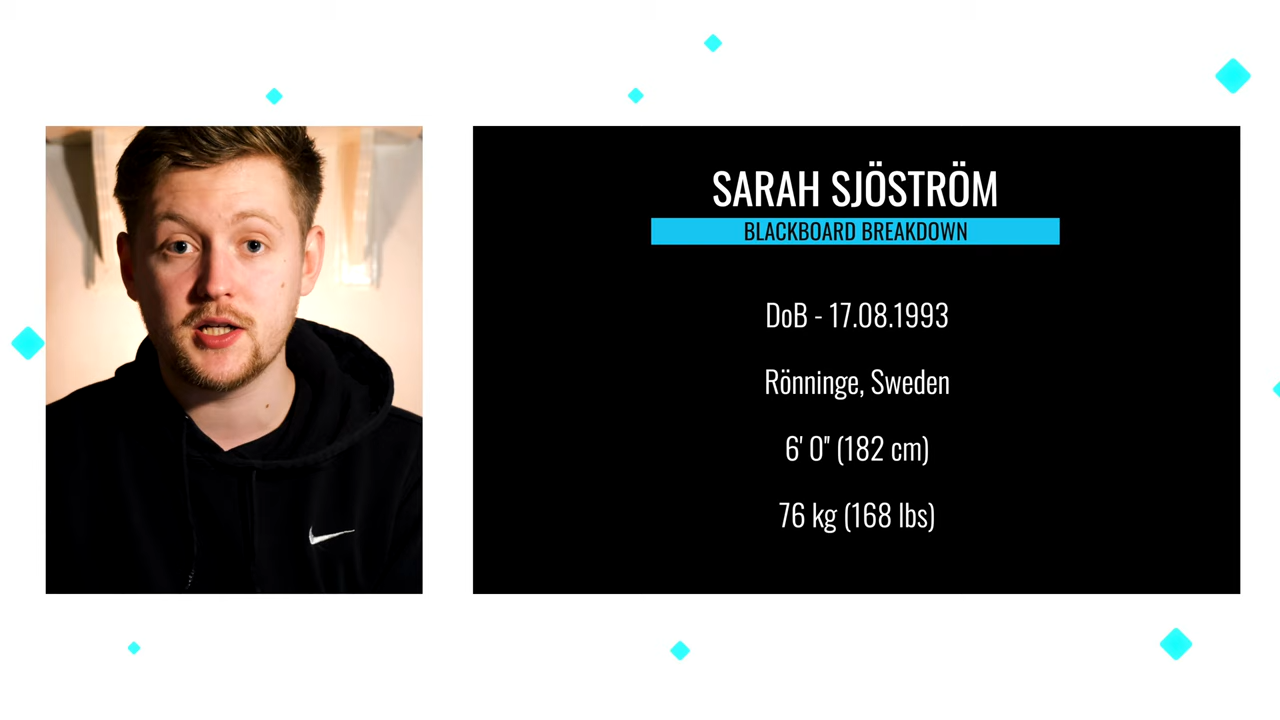 SARAH SJÖSTRÖM
BLACKBOARD BREAKDOWN
DoB - 17.08.1993
Rönninge, Sweden
6' 0" (182 cm)
76 kg (168 lbs)